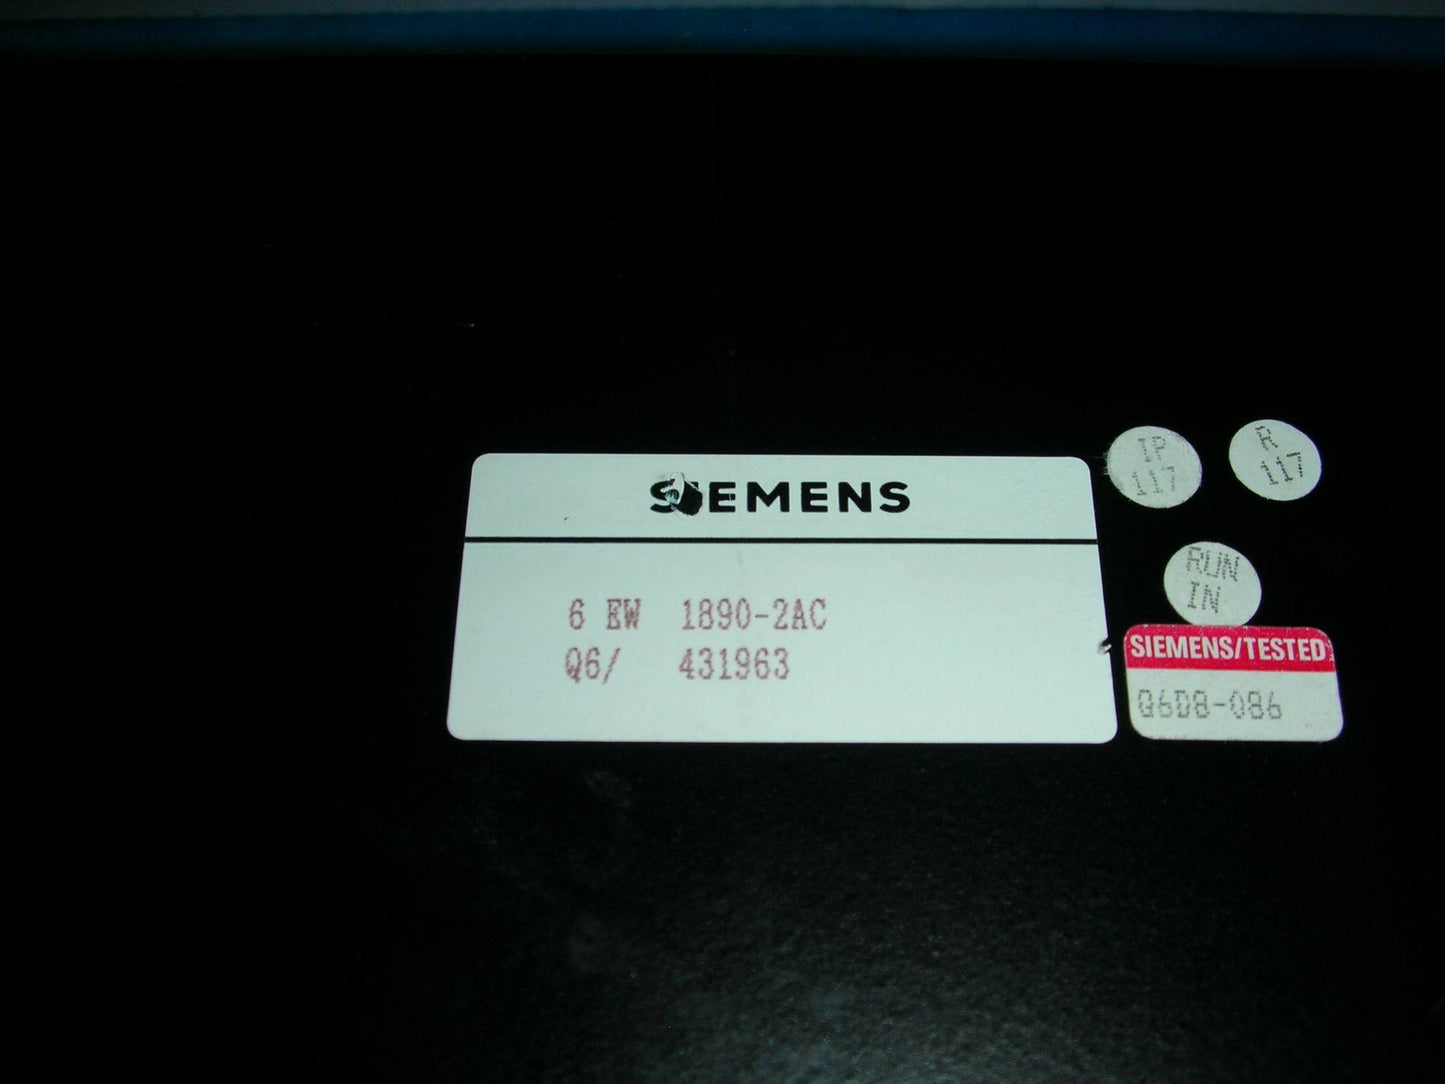 SIEMENS
6 EW 1890-2AC
Q6/ 431963
IP
117
R
117
RUN
IN
SIEMENS/TESTED
Q6D8-086